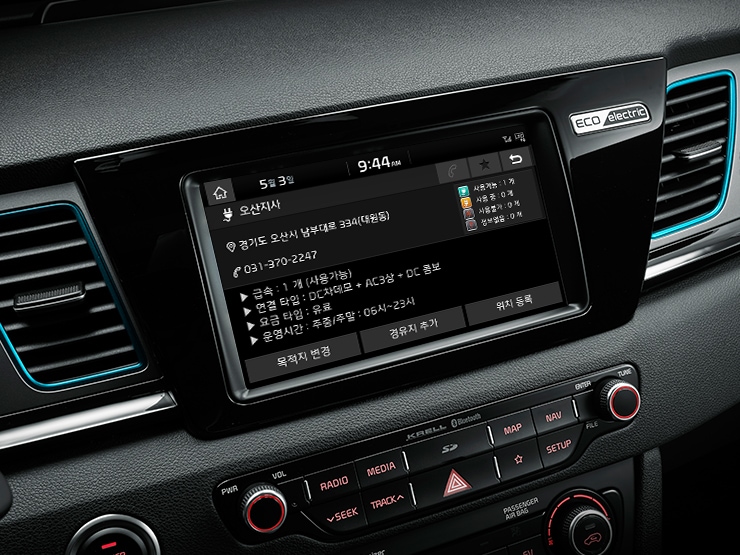 ECO electric
9:44 AM
5월 3일
오산지사
사용가능 : 1 개
사용 중 : 0 개
사용불가 : 0 개
정보없음 : 0 개
경기도 오산시 남부대로 334(대원동)
031-370-2247
▶ 급속 : 1 개 (사용가능)
▶ 연결 타입 : DC차데모 + AC3상 + DC 콤보
▶ 요금 타입 : 유료
▶ 운영시간 : 주중/주말 : 06시~23시
목적지 변경
경유지 추가
위치 등록
KRELL Bluetooth
PWR
VOL
RADIO
MEDIA
SD
MAP
NAV
ENTER
TUNE
FILE
SEEK
TRACK
SETUP
PASSENGER
AIR BAG